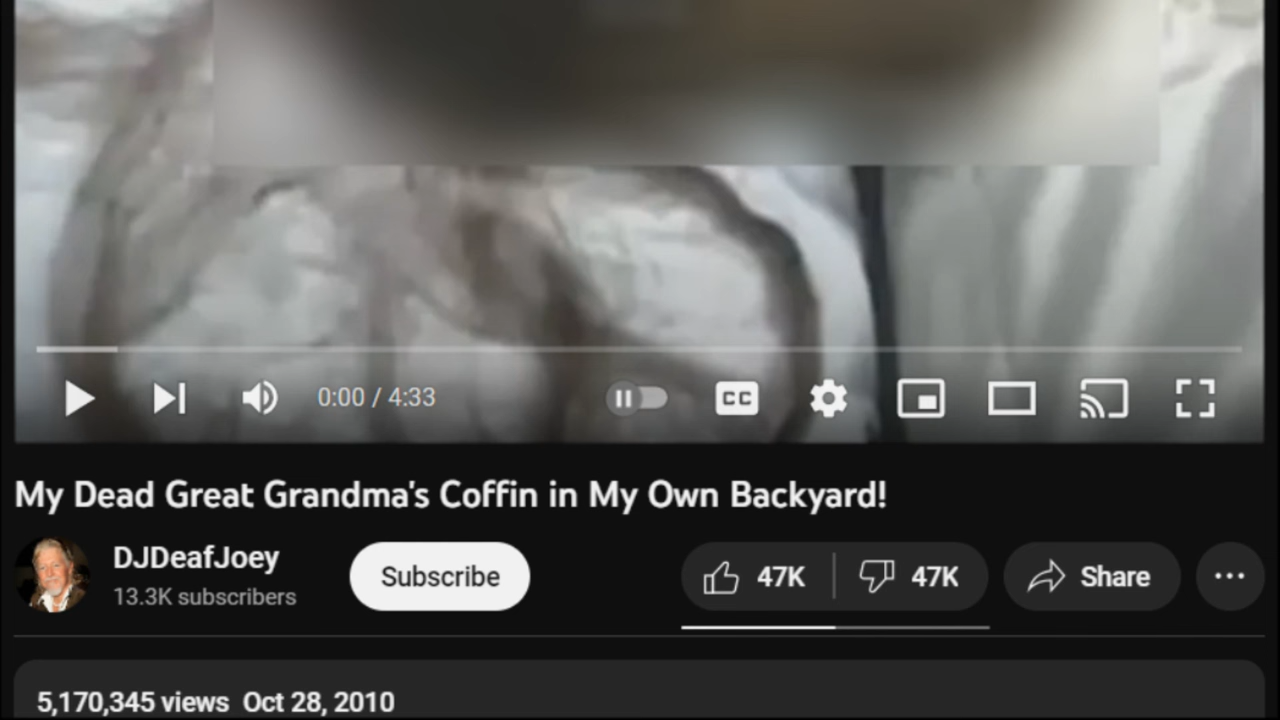 0:00 / 4:33
CC
My Dead Great Grandma's Coffin in My Own Backyard!
DJDeafJoey
13.3K subscribers
Subscribe
47K
47K
Share
5,170,345 views Oct 28, 2010